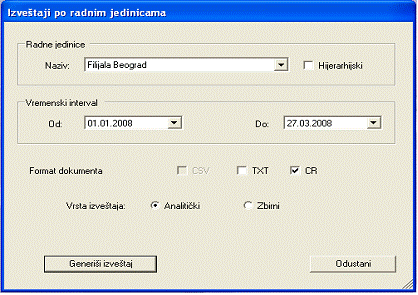 Izveštaji po radnim jedinicama
Radne jedinice
Naziv: Filijala Beograd Hijerarhijski
Vremenski interval
Od: 01.01.2008 Do: 27.03.2008
Format dokumenta CSV TXT CR
Vrsta izveštaja: Analitički Zbirni
Generiši izveštaj Odustani